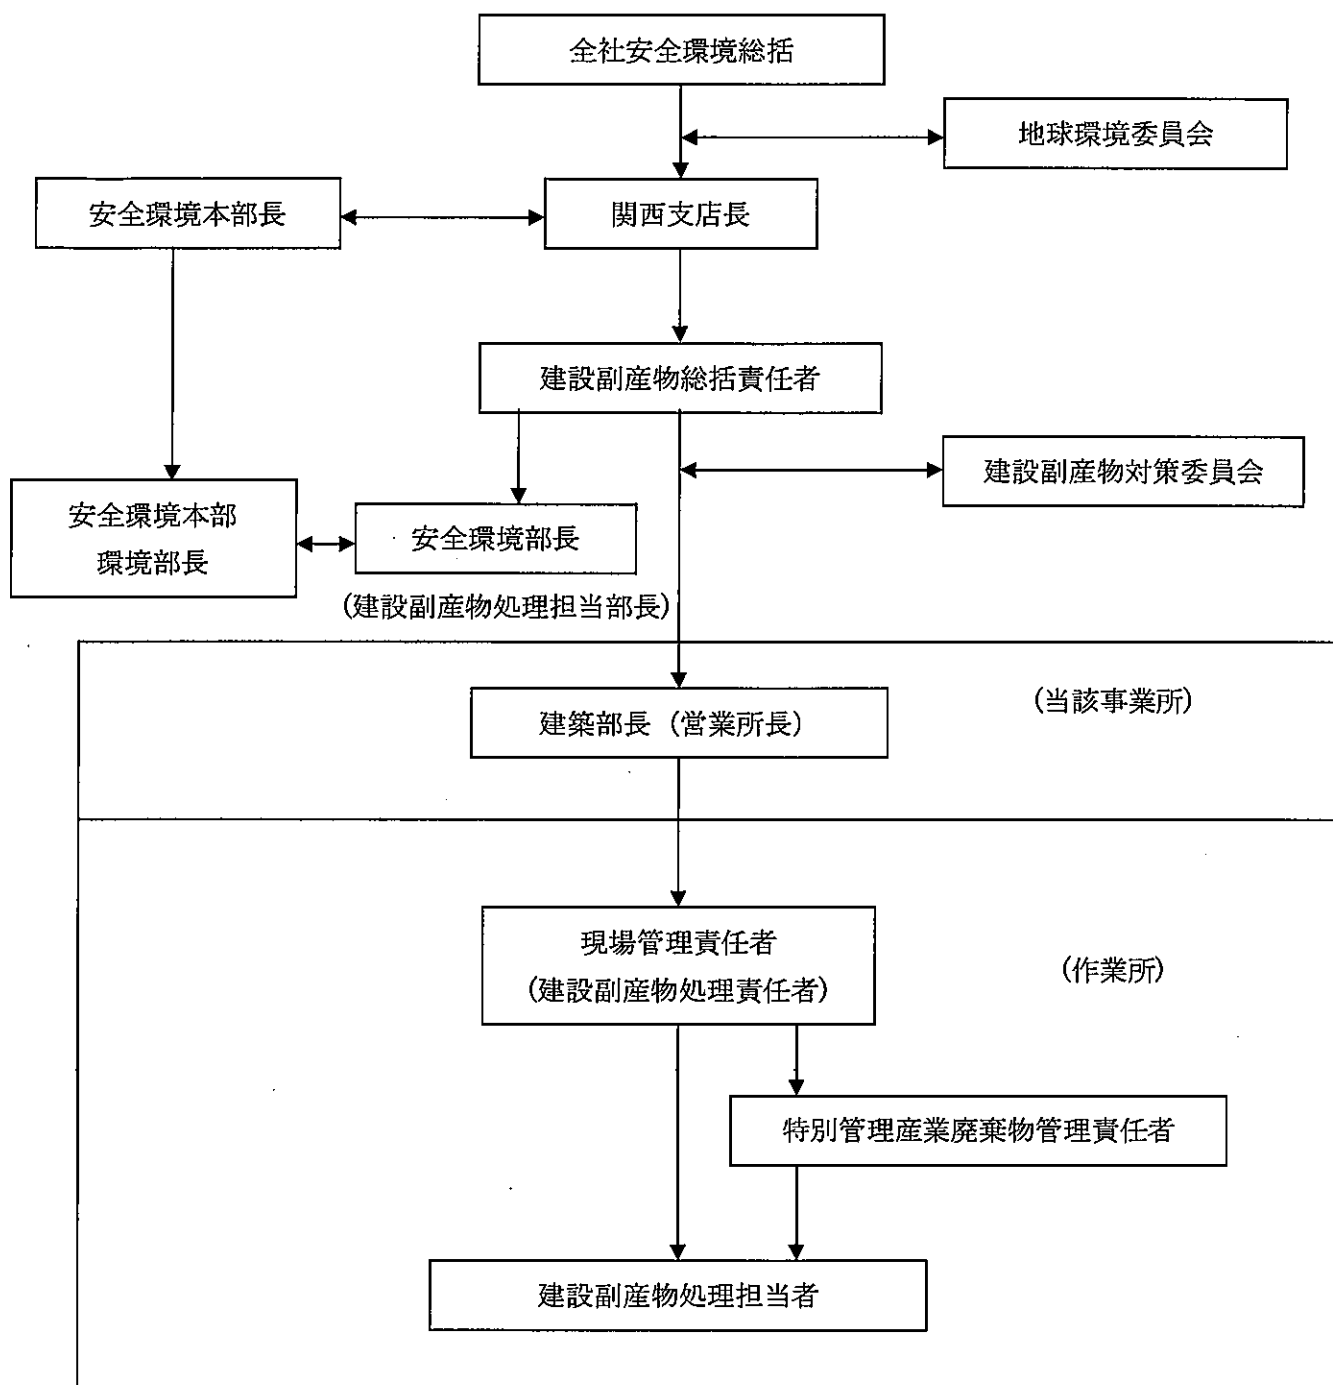 全社安全環境総括
地球環境委員会
安全環境本部長
関西支店長
建設副産物総括責任者
建設副産物対策委員会
安全環境本部
環境部長
安全環境部長
(建設副産物処理担当部長)
(当該事業所)
建築部長(営業所長)
現場管理責任者
(建設副産物処理責任者)
(作業所)
特別管理産業廃棄物管理責任者
建設副産物処理担当者